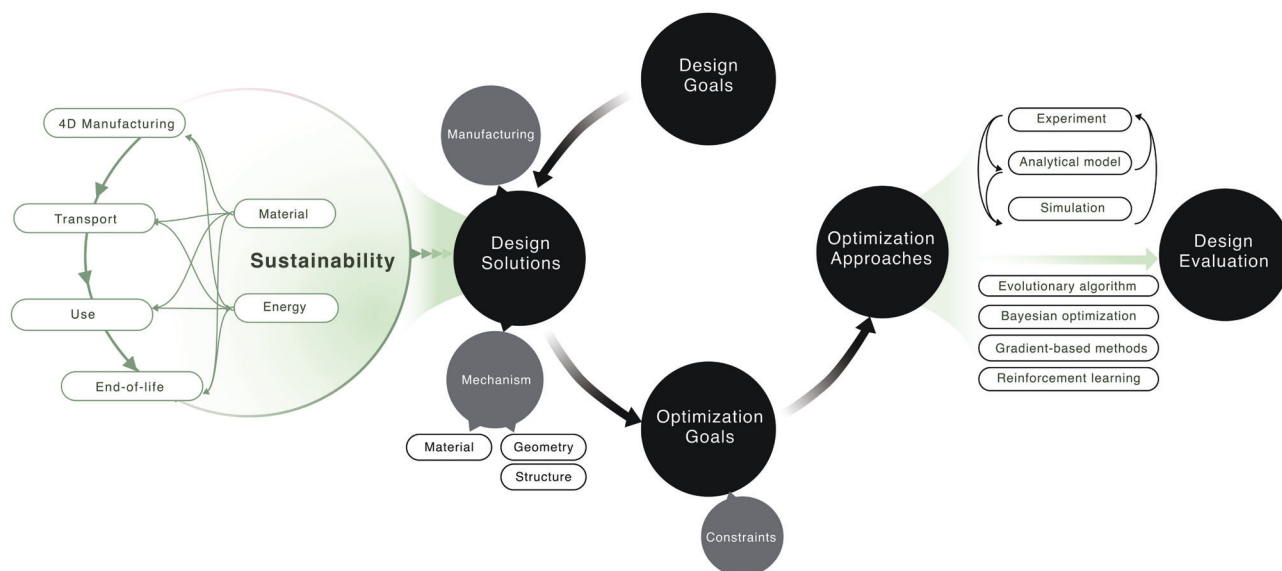 4D Manufacturing
Transport
Use
End-of-life
Material
Energy
Sustainability
Manufacturing
Design
Solutions
Mechanism
Material
Geometry
Structure
Design
Goals
Optimization
Goals
Constraints
Optimization
Approaches
Experiment
Analytical model
Simulation
Evolutionary algorithm
Bayesian optimization
Gradient-based methods
Reinforcement learning
Design
Evaluation